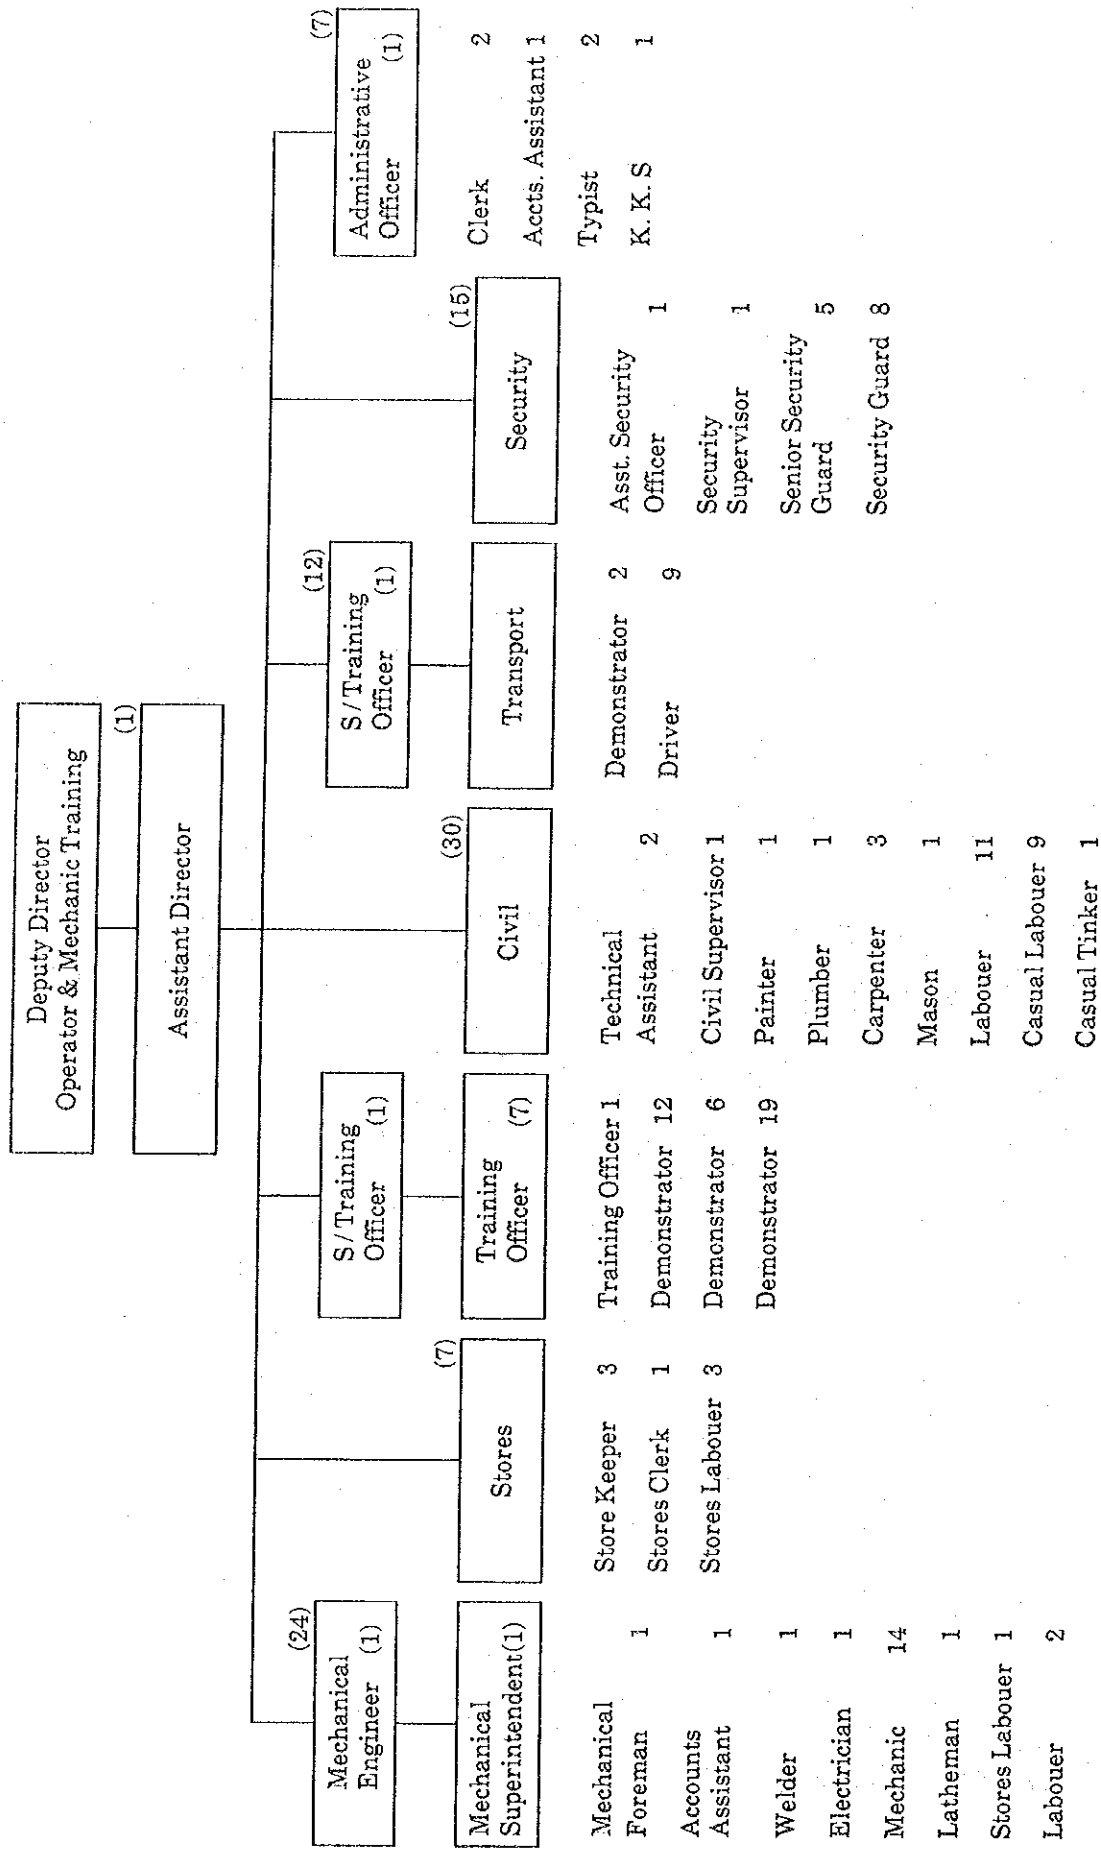 Deputy Director
Operator & Mechanic Training
(1)
Assistant Director
(24)
Mechanical
Engineer (1)
Mechanical
Superintendent(1)
Mechanical
Foreman 1
Accounts
Assistant 1
Welder 1
Electrician 1
Mechanic 14
Latheman 1
Stores Labouer 1
Labouer 2
(7)
Stores
Store Keeper 3
Stores Clerk 1
Stores Labouer 3
S/Training
Officer (1)
Training
Officer (7)
Training Officer 1
Demonstrator 12
Demonstrator 6
Demonstrator 19
(30)
Civil
Technical
Assistant 2
Civil Supervisor 1
Painter 1
Plumber 1
Carpenter 3
Mason 1
Labouer 11
Casual Labouer 9
Casual Tinker 1
(12)
S/Training
Officer (1)
Transport
Demonstrator 2
Driver 9
(15)
Security
Asst. Security
Officer 1
Security
Supervisor 1
Senior Security
Guard 5
Security Guard 8
(7)
Administrative
Officer (1)
Clerk 2
Accts. Assistant 1
Typist 2
K. K. S 1